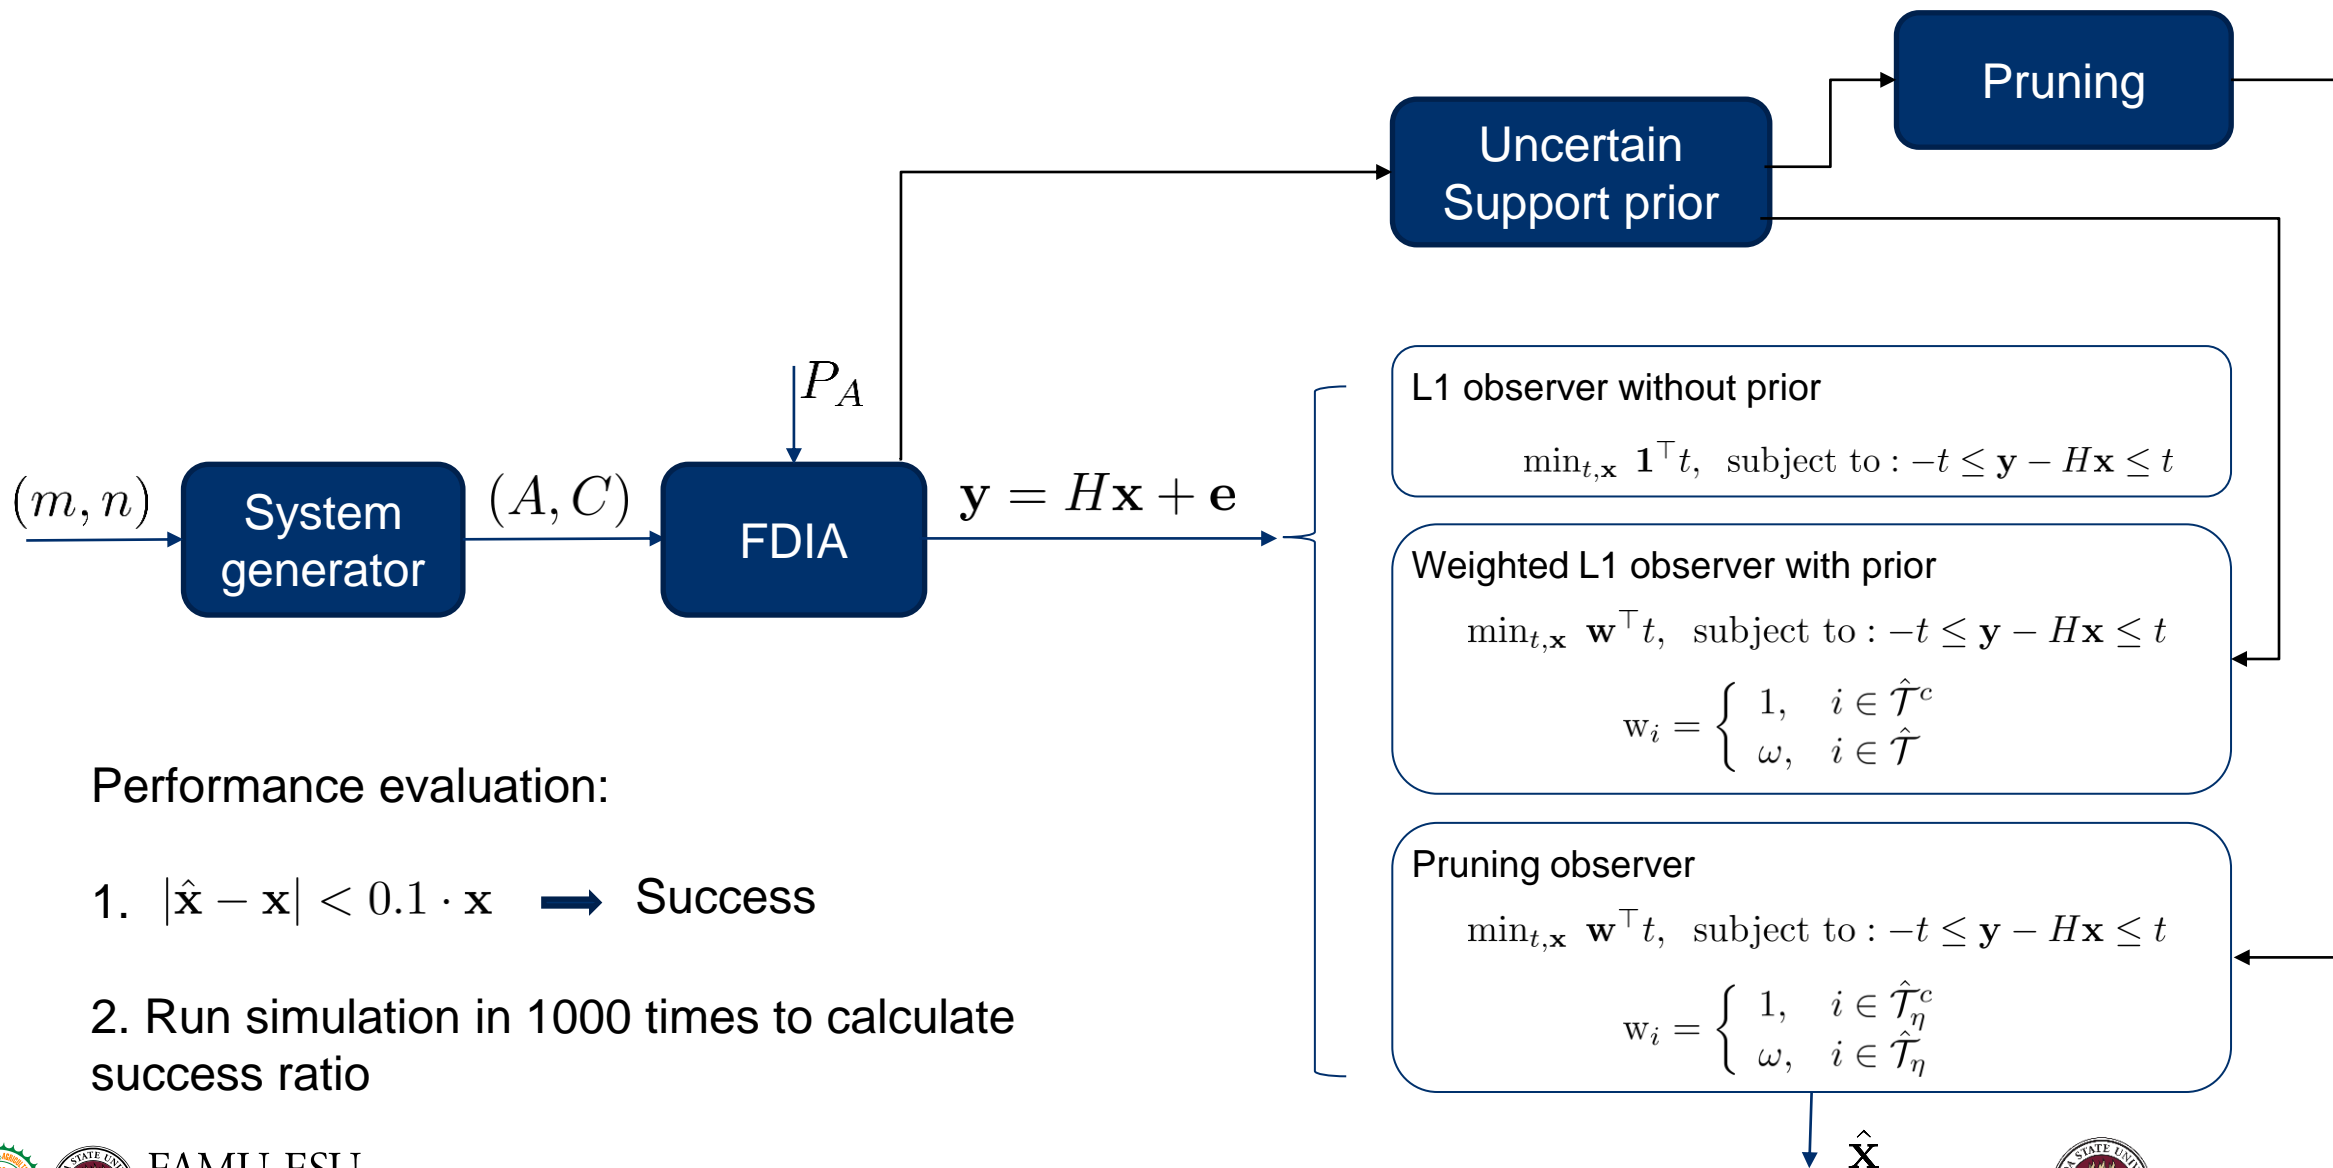 Pruning
Uncertain
Support prior
P_A
(m, n)
System
generator
(A, C)
FDIA
y = Hx + e
L1 observer without prior
min_{t,x} 1^⊤ t, subject to : −t ≤ y − Hx ≤ t
Weighted L1 observer with prior
min_{t,x} w^⊤ t, subject to : −t ≤ y − Hx ≤ t
w_i = { 1, i ∈ 𝒯̂^c
ω, i ∈ 𝒯̂
Pruning observer
min_{t,x} w^⊤ t, subject to : −t ≤ y − Hx ≤ t
w_i = { 1, i ∈ 𝒯̂_η^c
ω, i ∈ 𝒯̂_η
x̂
Performance evaluation:
1. |x̂ − x| < 0.1 · x Success
2. Run simulation in 1000 times to calculate
success ratio
FAMU-FSU